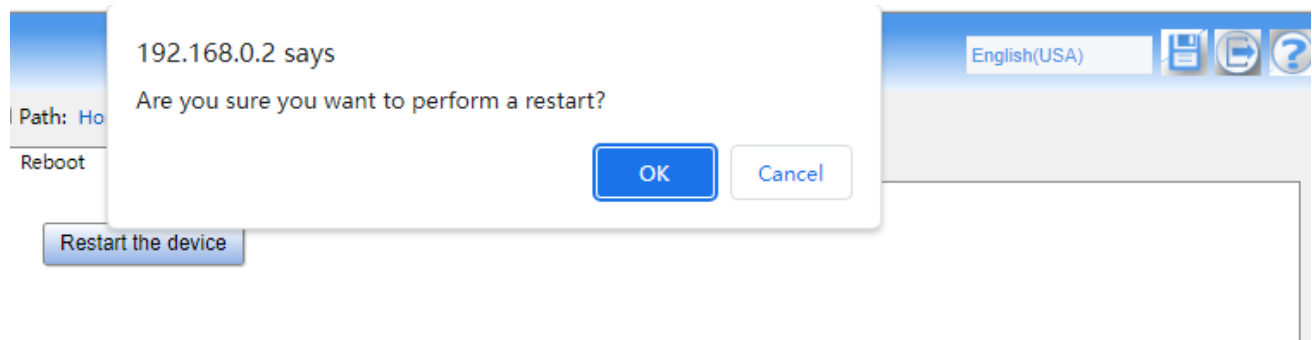 192.168.0.2 says
English(USA)
Are you sure you want to perform a restart?
Path: Ho
Reboot
OK
Cancel
Restart the device